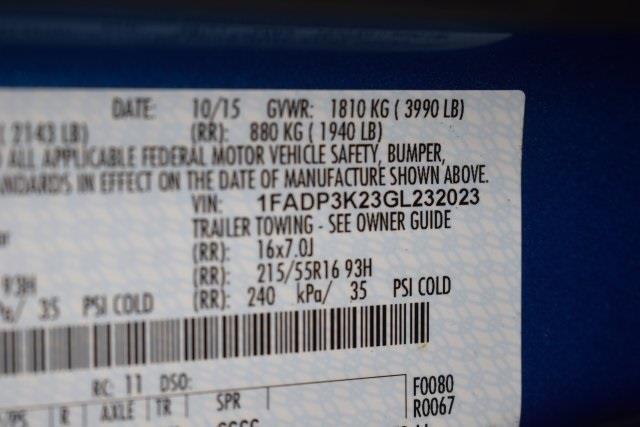 DATE: 10/15 GVWR: 1810 KG ( 3990 LB)
( 2143 LB) (RR): 880 KG ( 1940 LB)
ALL APPLICABLE FEDERAL MOTOR VEHICLE SAFETY, BUMPER,
IN EFFECT ON THE DATE OF MANUFACTURE SHOWN ABOVE.
VIN: 1FADP3K23GL232023
TRAILER TOWING - SEE OWNER GUIDE
(RR): 16x7.0J
93H (RR): 215/55R16 93H
/ 35 PSI COLD (RR): 240 kPa/ 35 PSI COLD
RC: 11 DSO:
R AXLE TR SPR F0080
R0067